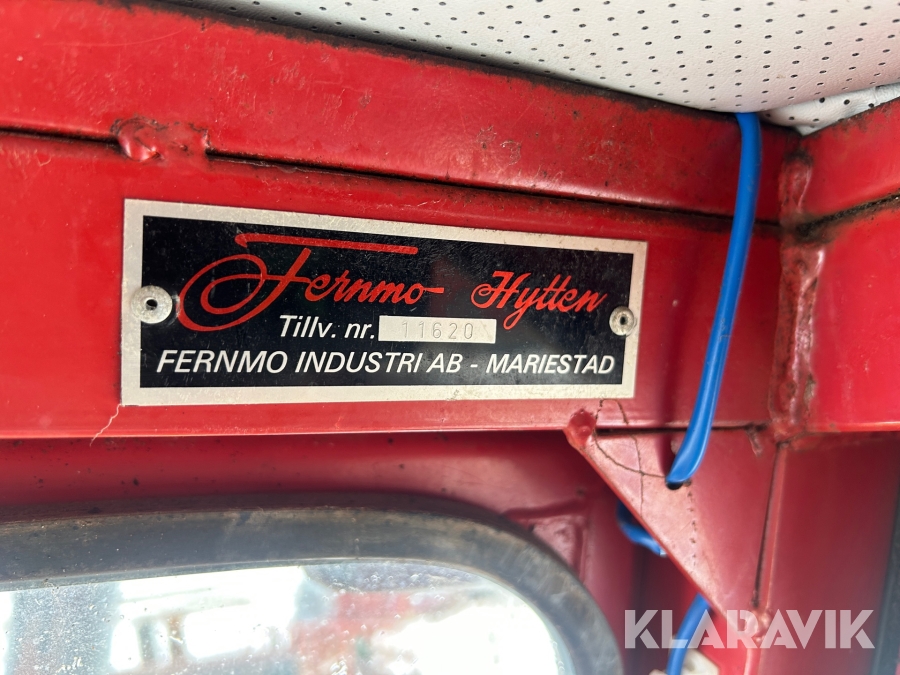 Fernmo Hytten
Tillv. nr. 11620
FERNMO INDUSTRI AB - MARIESTAD
KLARAVIK